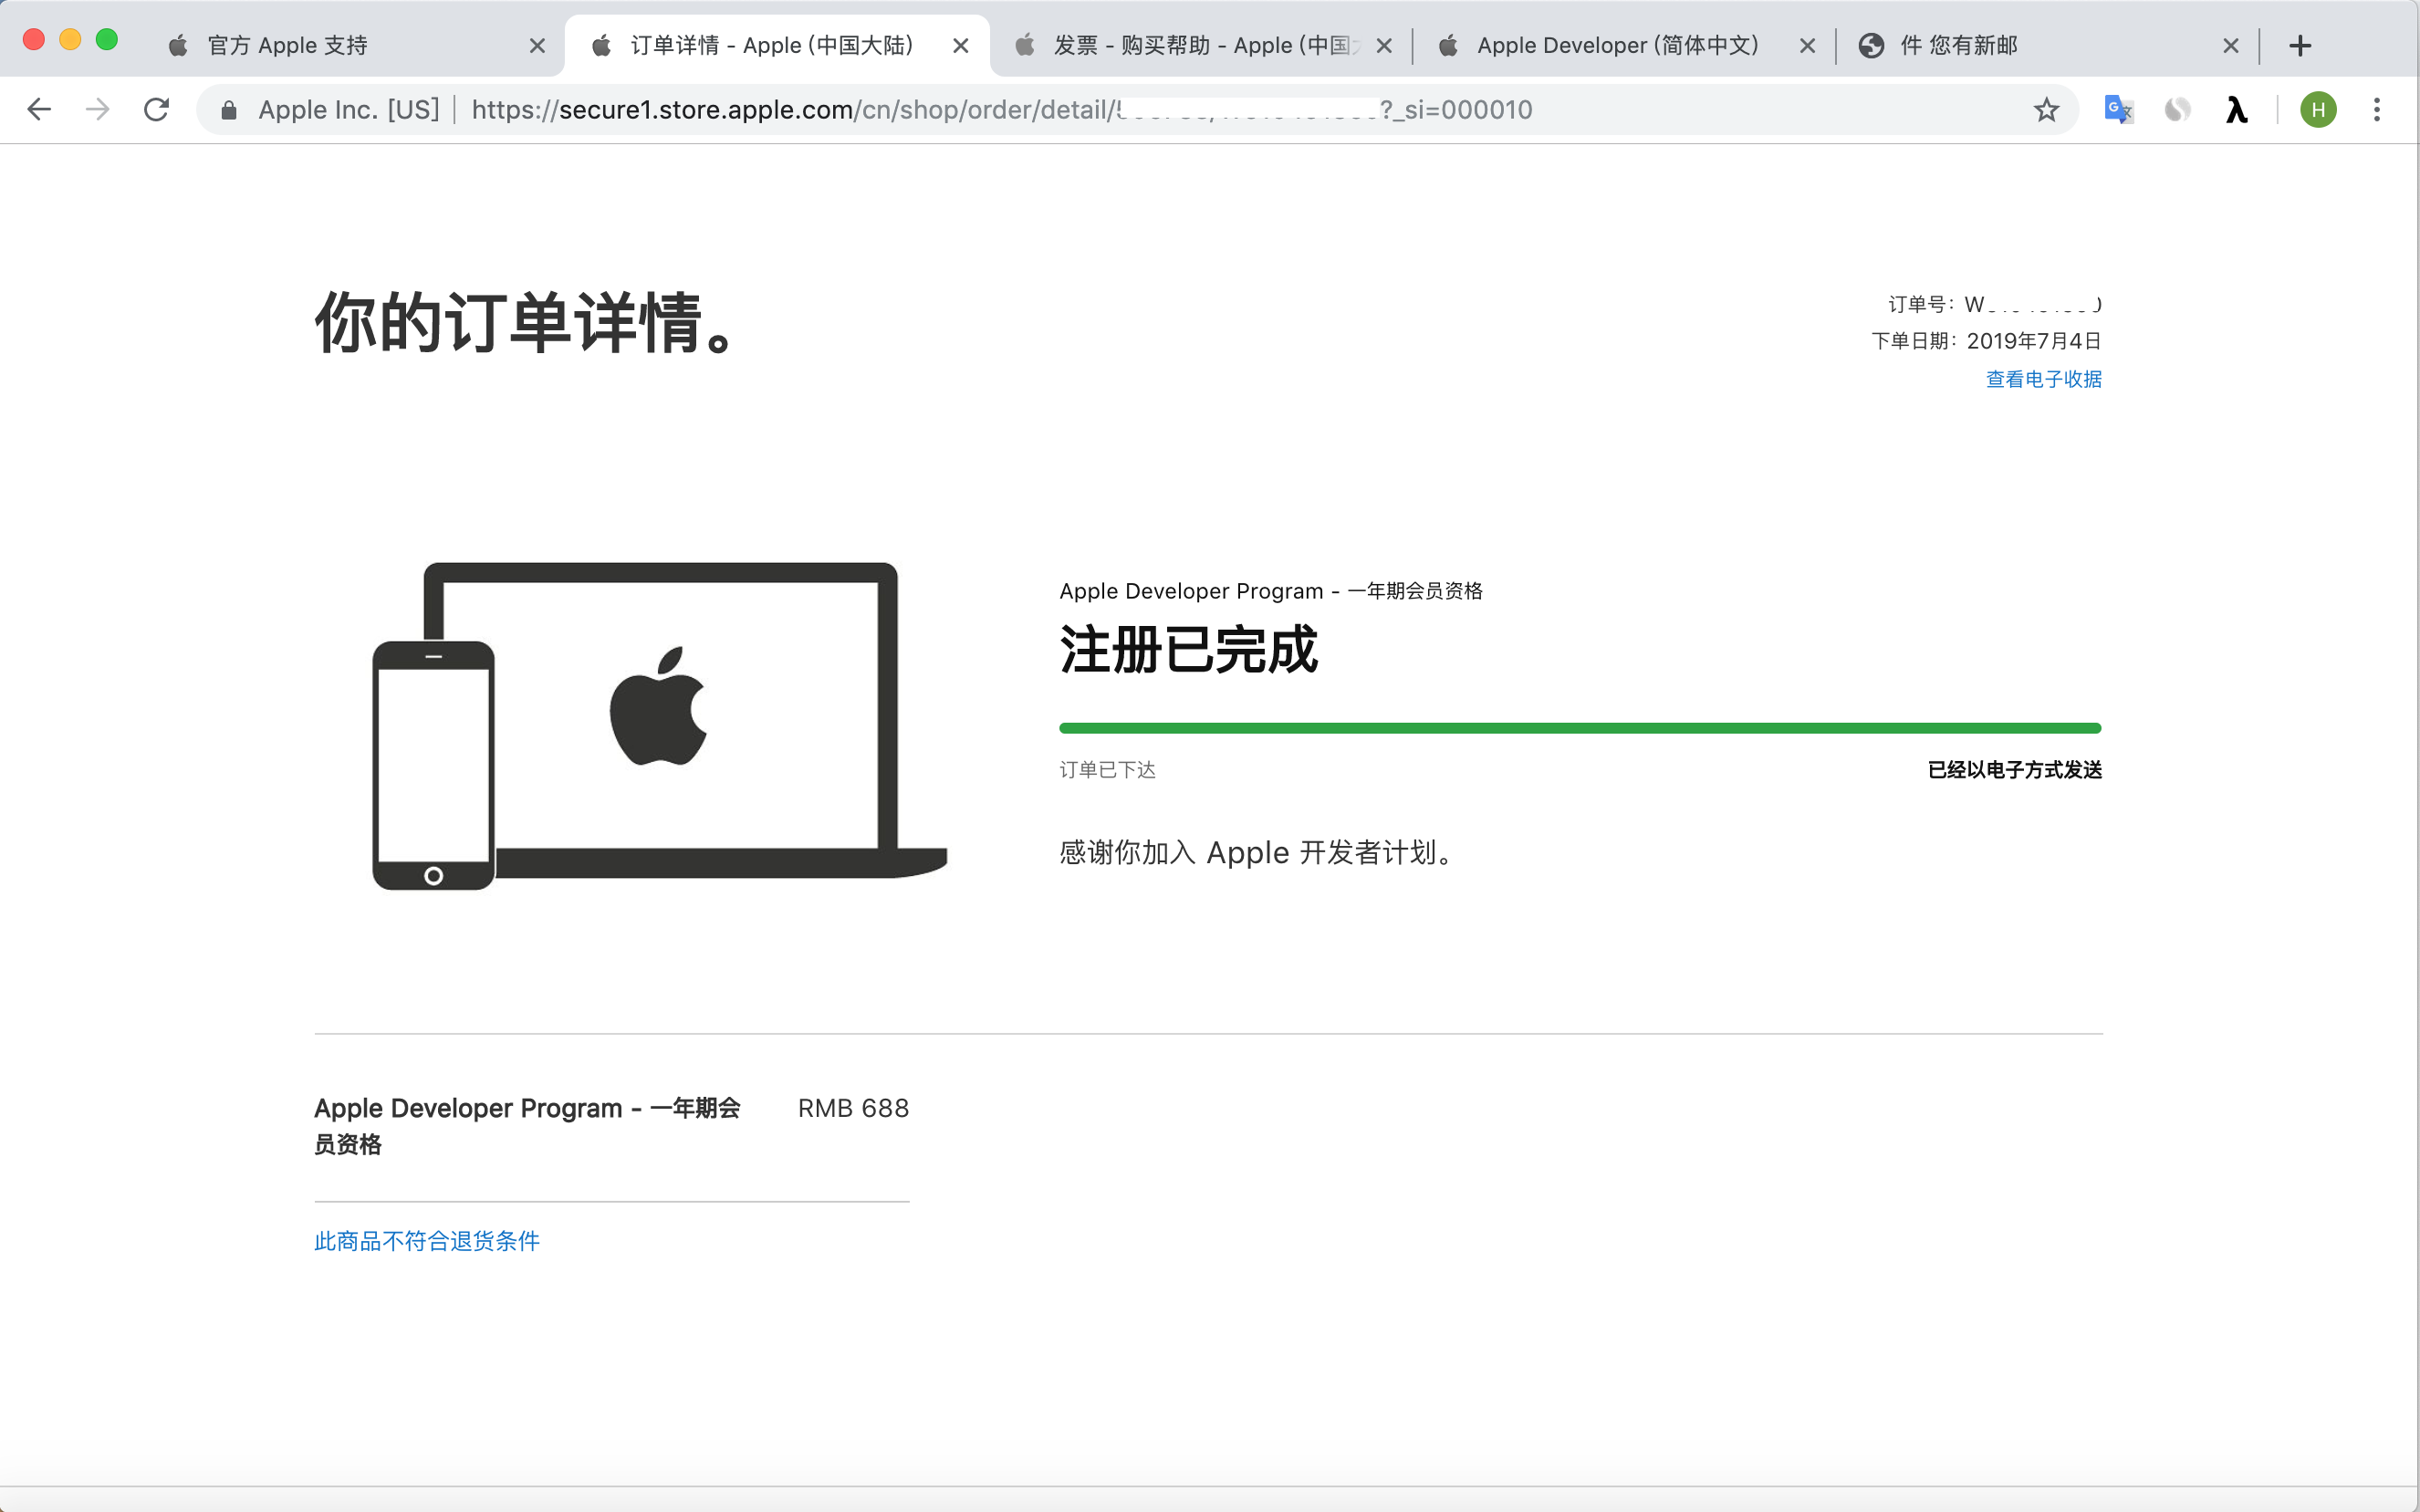 官方 Apple 支持
订单详情 - Apple (中国大陆)
发票 - 购买帮助 - Apple (中国
Apple Developer (简体中文)
件 您有新邮
Apple Inc. [US]
https://secure1.store.apple.com/cn/shop/order/detail/
?_si=000010
H
你的订单详情。
订单号: W
下单日期: 2019年7月4日
查看电子收据
Apple Developer Program - 一年期会员资格
注册已完成
订单已下达
已经以电子方式发送
感谢你加入 Apple 开发者计划。
Apple Developer Program - 一年期会
员资格
RMB 688
此商品不符合退货条件